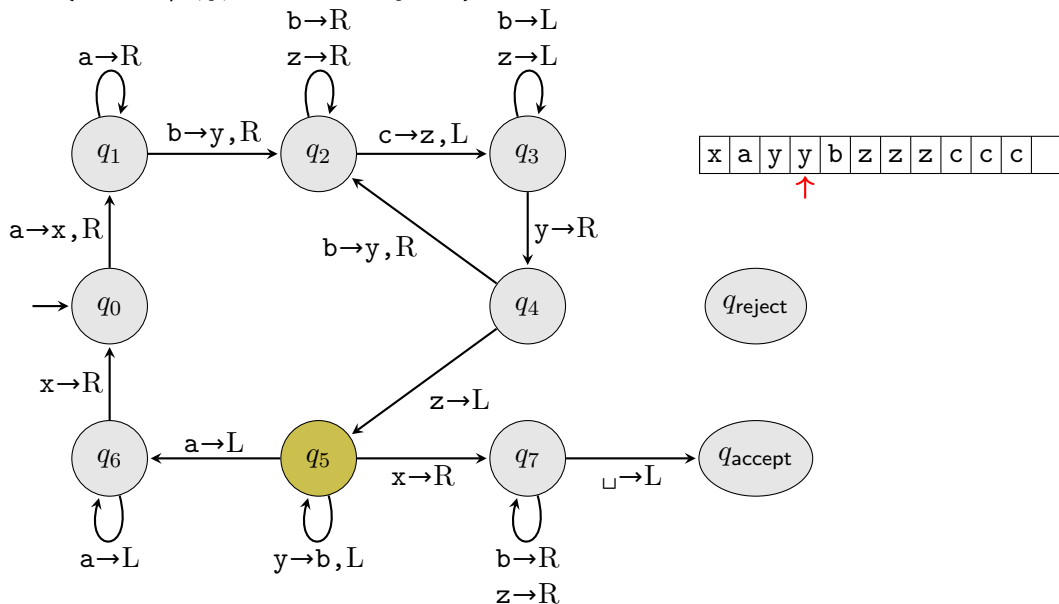 b→R
b→L
a→R
z→R
z→L
q1
b→y,R
q2
c→z,L
q3
x a y y b z z z c c c
a→x,R
b→y,R
y→R
q0
q4
qreject
x→R
z→L
q6
a→L
q5
x→R
q7
␣→L
qaccept
a→L
y→b,L
b→R
z→R